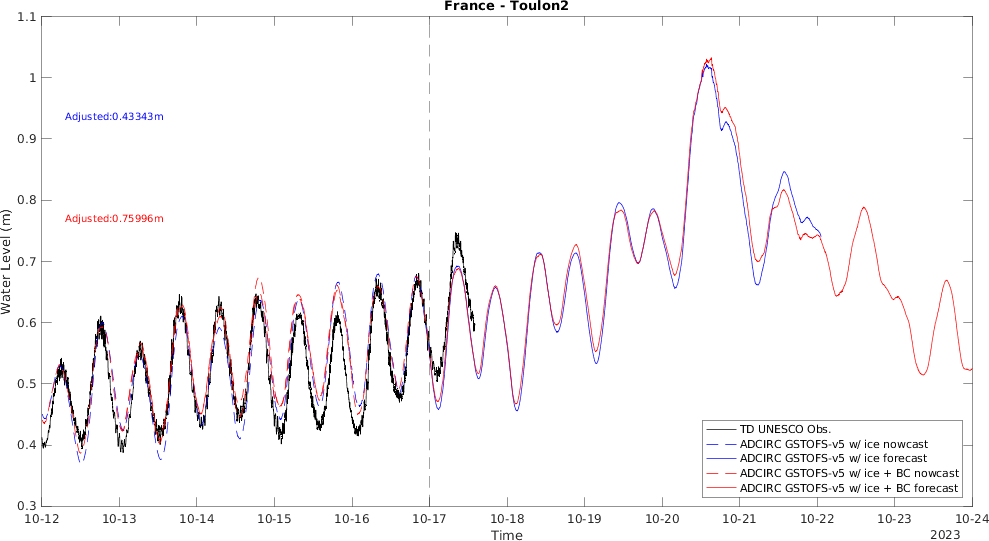 France - Toulon2
1.1
1
0.9
0.8
0.7
0.6
0.5
0.4
0.3
Water Level (m)
Adjusted:0.43343m
Adjusted:0.75996m
TD UNESCO Obs.
ADCIRC GSTOFS-v5 w/ ice nowcast
ADCIRC GSTOFS-v5 w/ ice forecast
ADCIRC GSTOFS-v5 w/ ice + BC nowcast
ADCIRC GSTOFS-v5 w/ ice + BC forecast
10-12 10-13 10-14 10-15 10-16 10-17 10-18 10-19 10-20 10-21 10-22 10-23 10-24
Time
2023